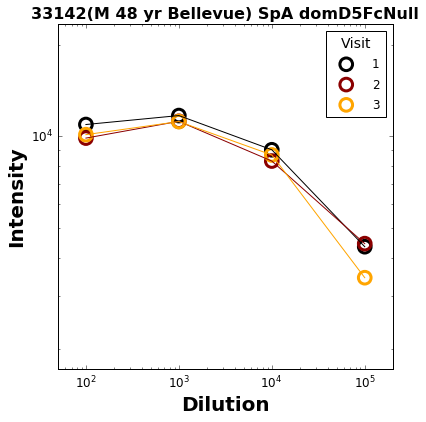 33142(M 48 yr Bellevue) SpA domD5FcNull
Visit
1
2
3
10^4
Intensity
10^2
10^3
10^4
10^5
Dilution